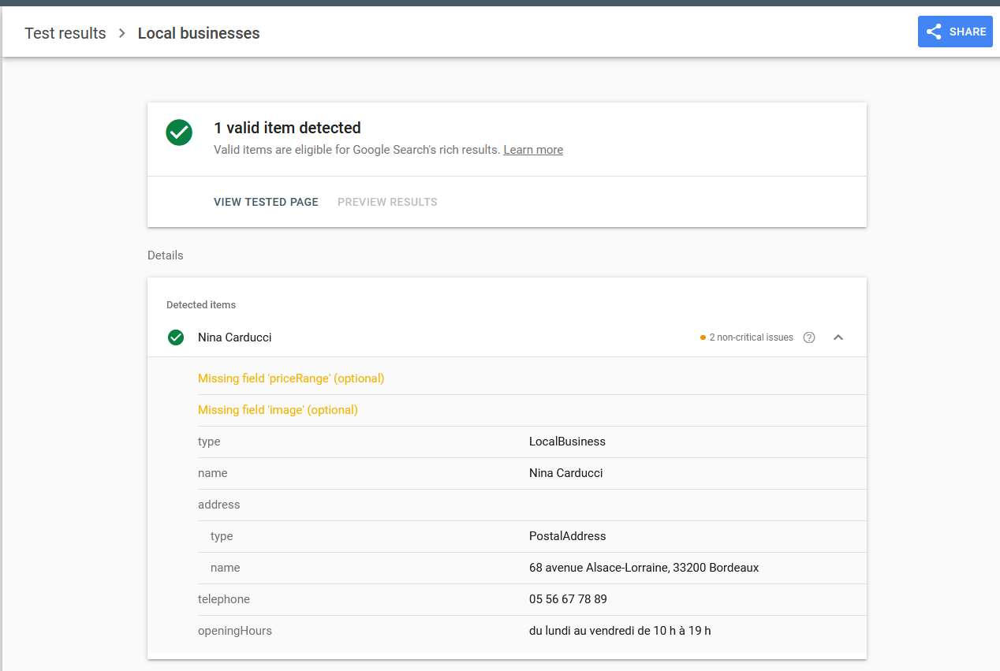 Test results > Local businesses
SHARE
1 valid item detected
Valid items are eligible for Google Search's rich results. Learn more
VIEW TESTED PAGE PREVIEW RESULTS
Details
Detected items
Nina Carducci 2 non-critical issues
Missing field 'priceRange' (optional)
Missing field 'image' (optional)
type LocalBusiness
name Nina Carducci
address
type PostalAddress
name 68 avenue Alsace-Lorraine, 33200 Bordeaux
telephone 05 56 67 78 89
openingHours du lundi au vendredi de 10 h à 19 h